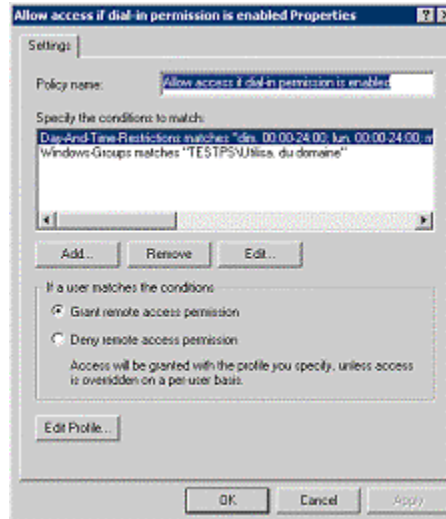 Allow access if dial-in permission is enabled Properties
Settings
Policy name: Allow access if dial-in permission is enabled
Specify the conditions to match:
Day-And-Time-Restrictions matches "dim. 00:00-24:00; lun. 00:00-24:00; m
Windows-Groups matches "TESTPS\Utilisa. du domaine"
Add... Remove Edit...
If a user matches the conditions
Grant remote access permission
Deny remote access permission
Access will be granted with the profile you specify, unless access
is overridden on a per-user basis.
Edit Profile...
OK Cancel Apply